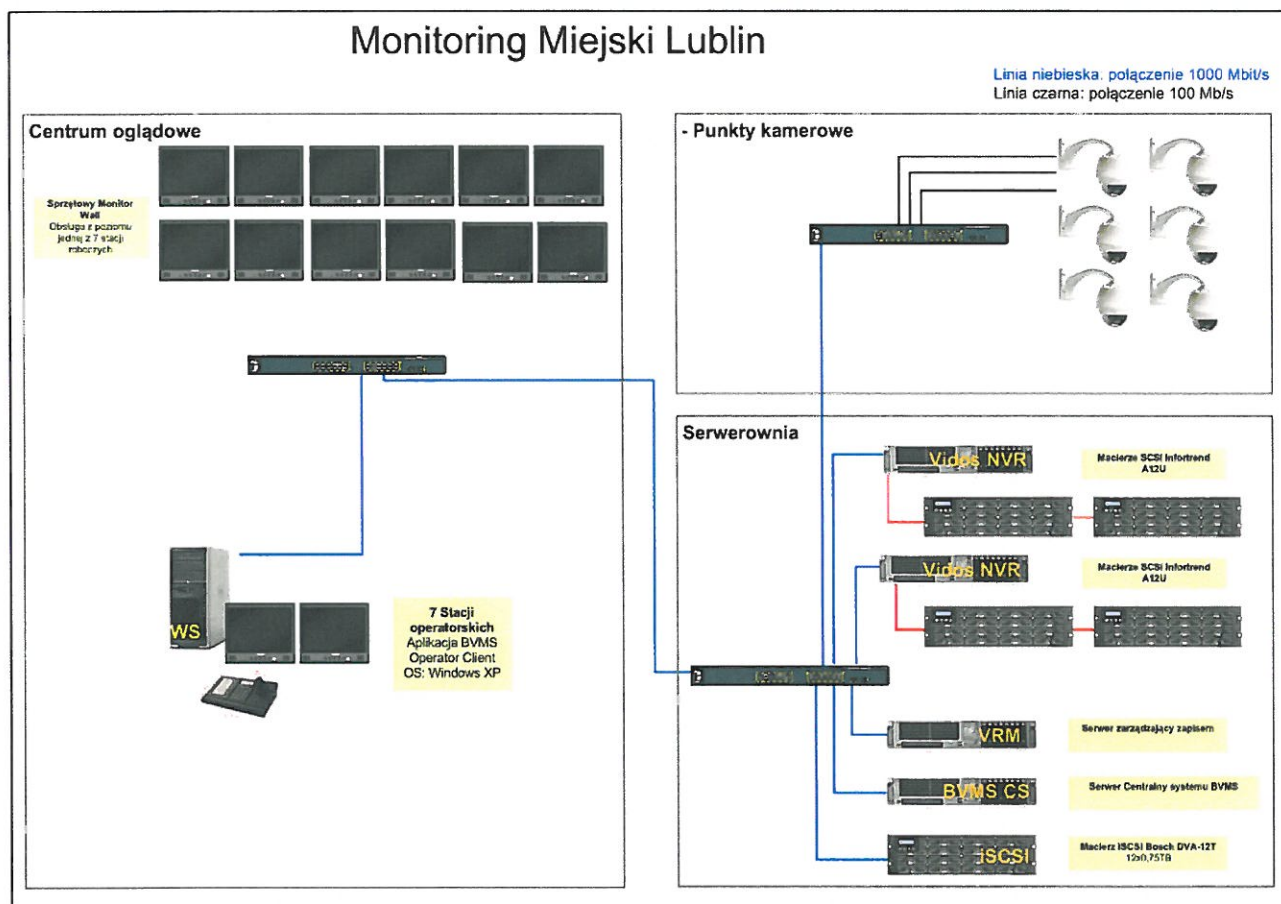 Monitoring Miejski Lublin
Linia niebieska: połączenie 1000 Mbit/s
Linia czarna: połączenie 100 Mb/s
Centrum oglądowe
Sprzętowy Monitor
Wall
Obsługa z poziomu
jednej z 7 stacji
roboczych
WS
7 Stacji
operatorskich
Aplikacja BVMS
Operator Client
OS: Windows XP
- Punkty kamerowe
Serwerownia
Vidos NVR
Macierze SCSI Infortrend
A12U
Vidos NVR
Macierze SCSI Infortrend
A12U
VRM
Serwer zarządzający zapisem
BVMS CS
Serwer Centralny systemu BVMS
iSCSI
Macierz iSCSI Bosch DVA-12T
12x0,75TB